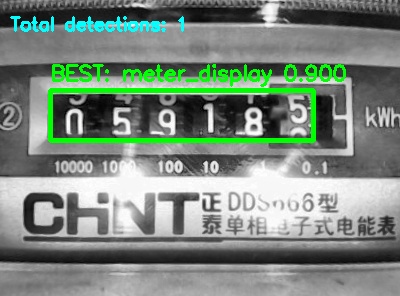 Total detections: 1
BEST: meter_display 0.900
② 0 5 9 1 8 5 kWh
10000 1000 100 10 1 0.1
CHNT 正泰 DDS666型
单相电子式电能表